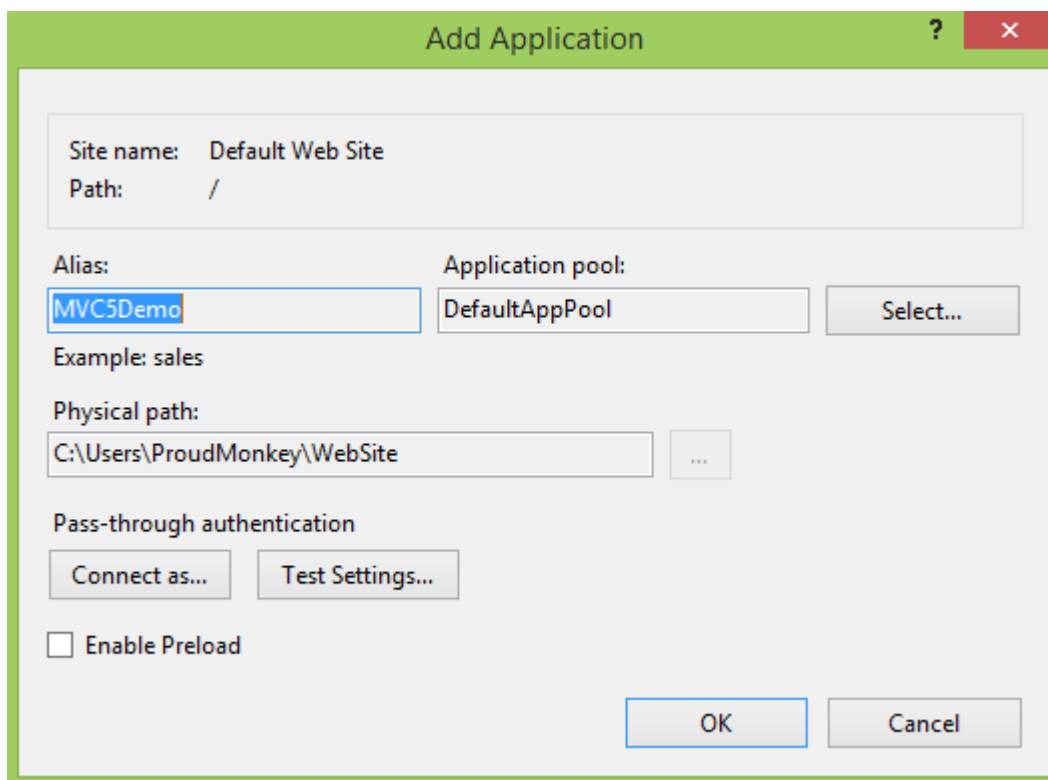 Add Application
?
×
Site name: Default Web Site
Path: /
Alias:
Application pool:
MVC5Demo
DefaultAppPool
Select...
Example: sales
Physical path:
C:\Users\ProudMonkey\WebSite
...
Pass-through authentication
Connect as...
Test Settings...
Enable Preload
OK
Cancel